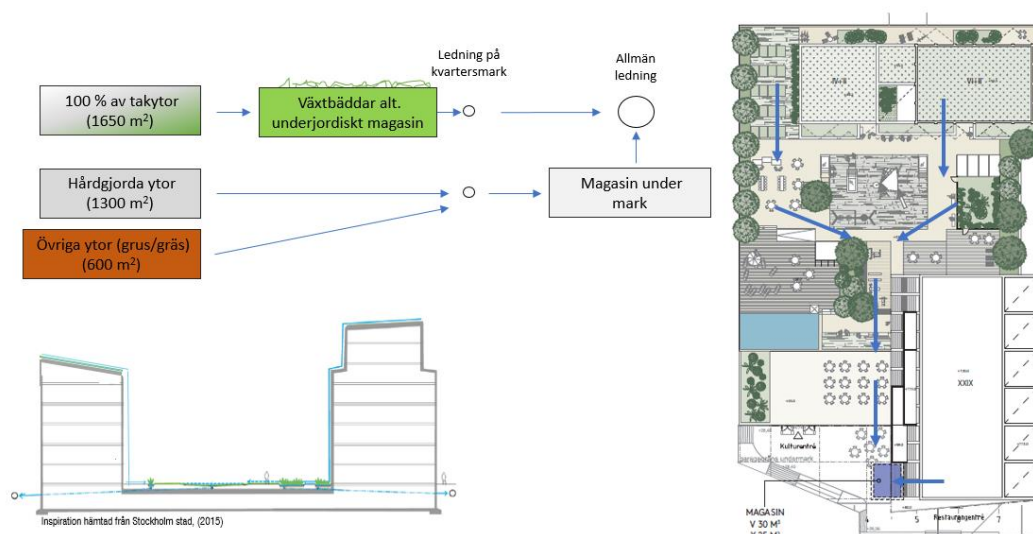 Ledning på
kvartersmark
Allmän
ledning
100 % av takytor
(1650 m²)
Växtbäddar alt.
underjordiskt magasin
Hårdgjorda ytor
(1300 m²)
Magasin under
mark
Övriga ytor (grus/gräs)
(600 m²)
Inspiration hämtad från Stockholm stad, (2015)
XXIX
Kulturentré
MAGASIN
V 30 M³
4 5 6 7
Restaurangentré